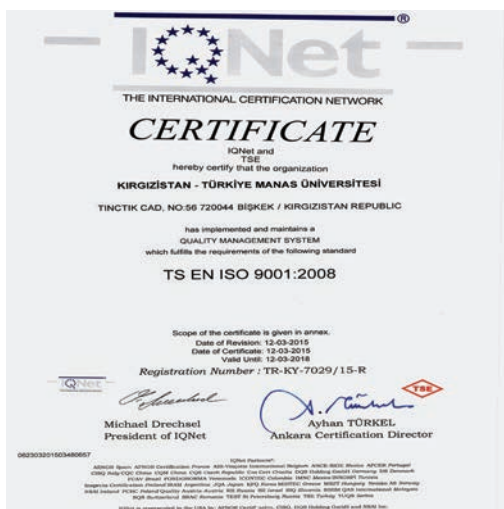 IQNet ®
THE INTERNATIONAL CERTIFICATION NETWORK
CERTIFICATE
IQNet and
TSE
hereby certify that the organization
KIRGIZİSTAN - TÜRKİYE MANAS ÜNİVERSİTESİ
TINCTIK CAD, NO:56 720044 BİŞKEK / KIRGIZISTAN REPUBLIC
has implemented and maintains a
QUALITY MANAGEMENT SYSTEM
which fulfills the requirements of the following standard
TS EN ISO 9001:2008
Scope of the certificate is given in annex.
Date of Revision: 12-03-2015
Date of Certificate: 12-03-2015
Valid Until: 12-03-2018
Registration Number : TR-KY-7029/15-R
IQNet
TSE
Michael Drechsel
President of IQNet
Ayhan TÜRKEL
Ankara Certification Director
062303201503480657
IQNet Partners*: